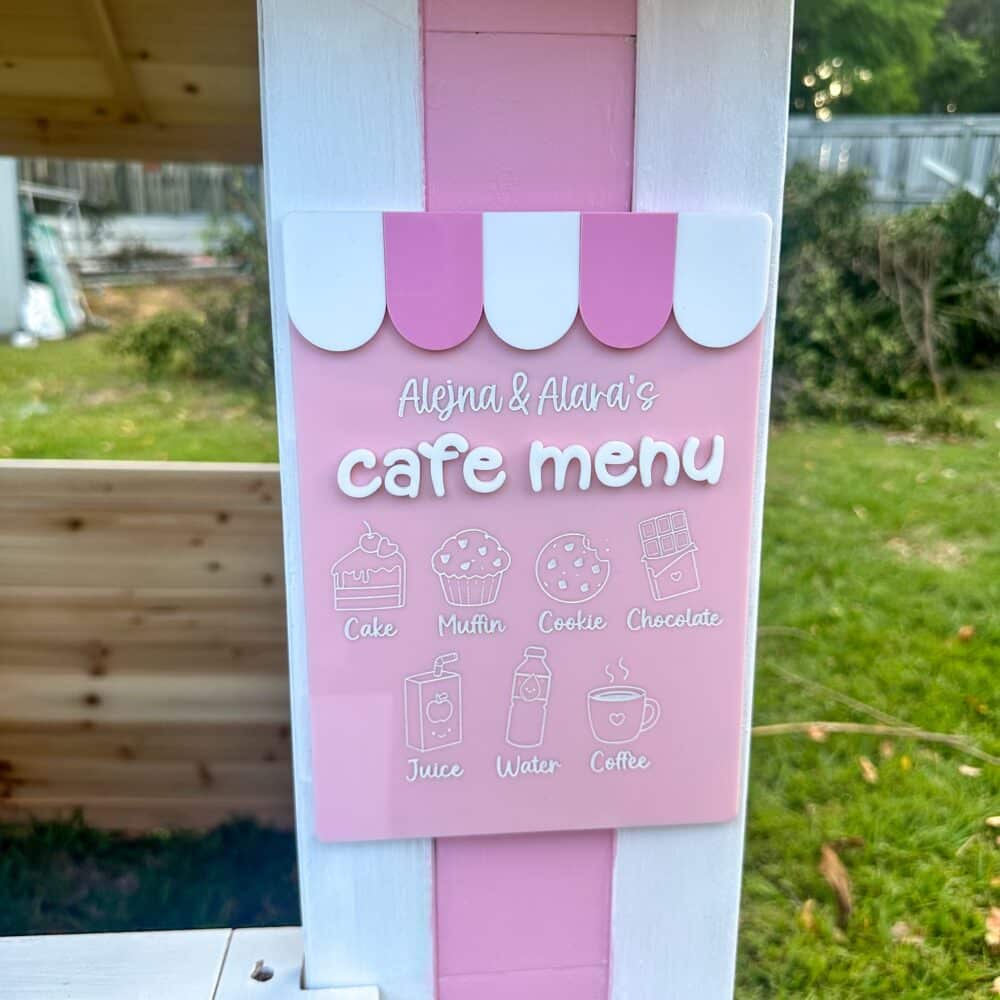 Alejna & Alara's
cafe menu
Cake Muffin Cookie Chocolate
Juice Water Coffee